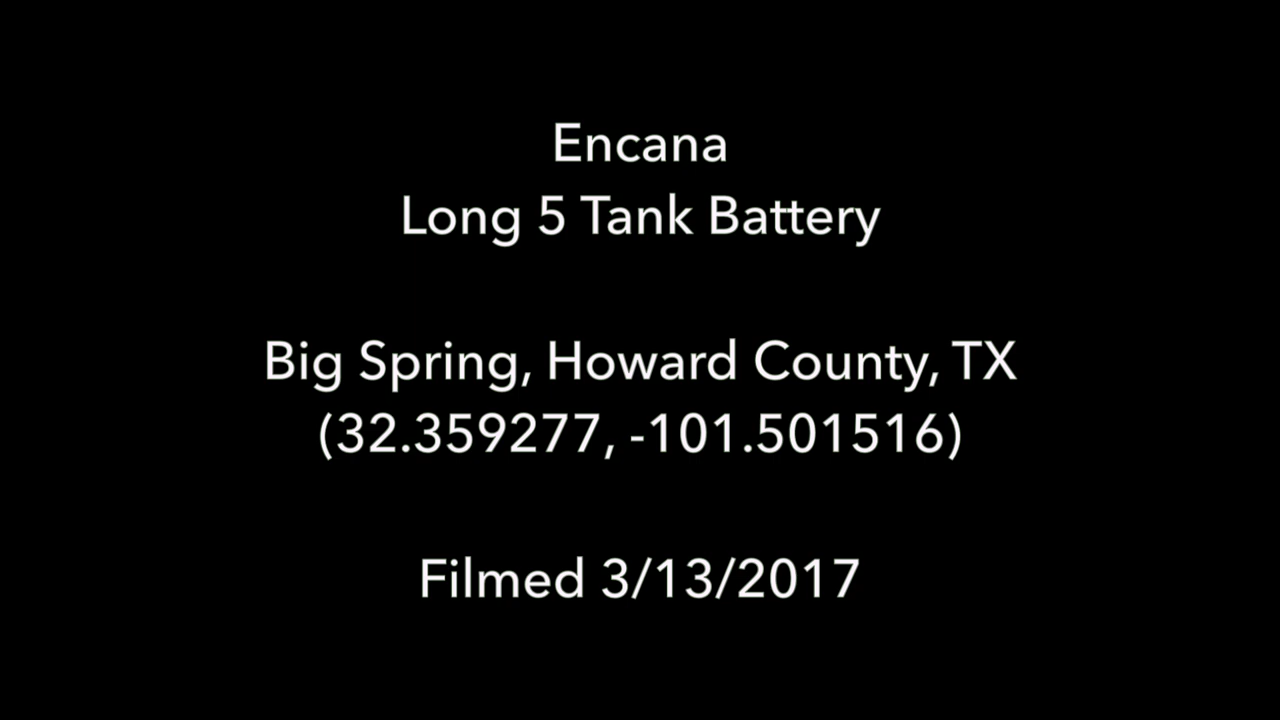 Encana
Long 5 Tank Battery
Big Spring, Howard County, TX
(32.359277, -101.501516)
Filmed 3/13/2017